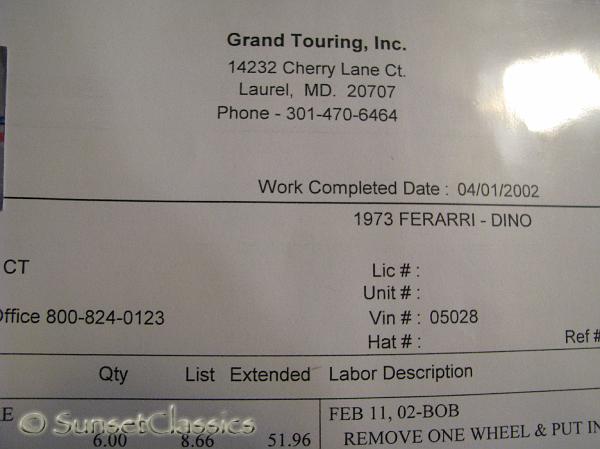 Grand Touring, Inc.
14232 Cherry Lane Ct.
Laurel, MD. 20707
Phone - 301-470-6464
Work Completed Date : 04/01/2002
1973 FERARRI - DINO
CT
Lic # :
Unit# :
Office 800-824-0123
Vin # : 05028
Hat# :
Ref #
Qty List Extended Labor Description
FEB 11, 02-BOB
6.00 8.66 51.96 REMOVE ONE WHEEL & PUT IN
© SunsetClassics